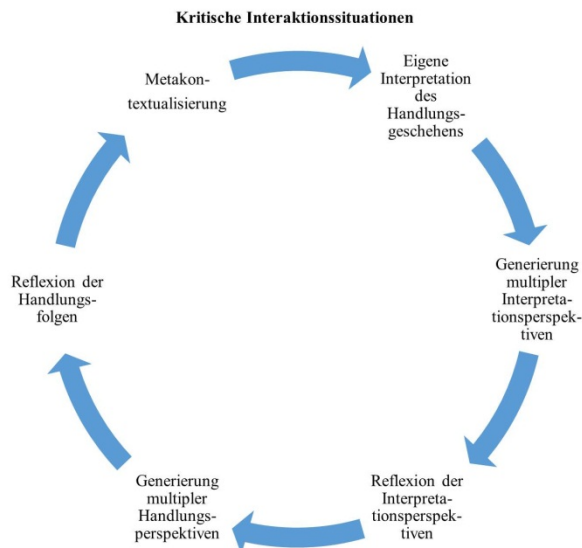 Kritische Interaktionssituationen
Metakon-
textualisierung
Eigene
Interpretation
des
Handlungs-
geschehens
Generierung
multipler
Interpreta-
tionsperspek-
tiven
Reflexion der
Interpreta-
tionsperspek-
tiven
Generierung
multipler
Handlungs-
perspektiven
Reflexion der
Handlungs-
folgen